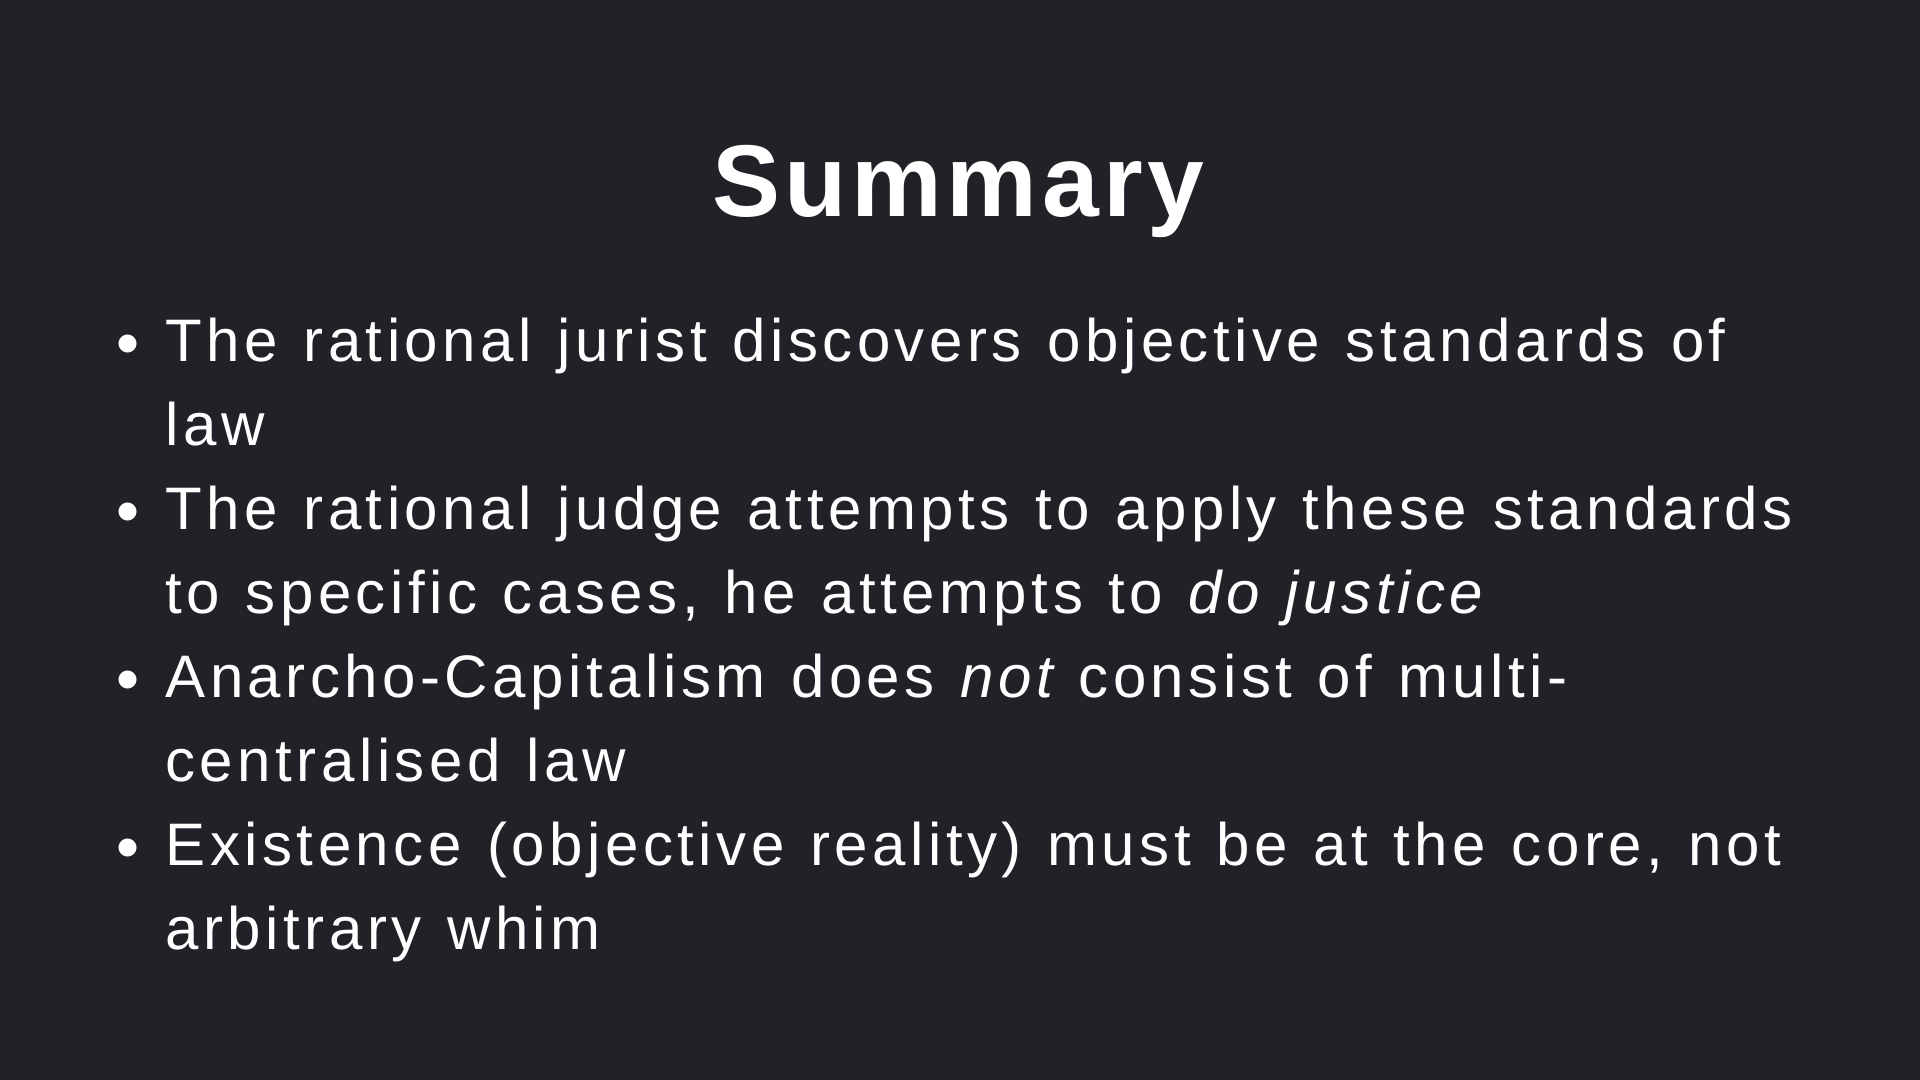 Summary
• The rational jurist discovers objective standards of
law
• The rational judge attempts to apply these standards
to specific cases, he attempts to do justice
• Anarcho-Capitalism does not consist of multi-
centralised law
• Existence (objective reality) must be at the core, not
arbitrary whim